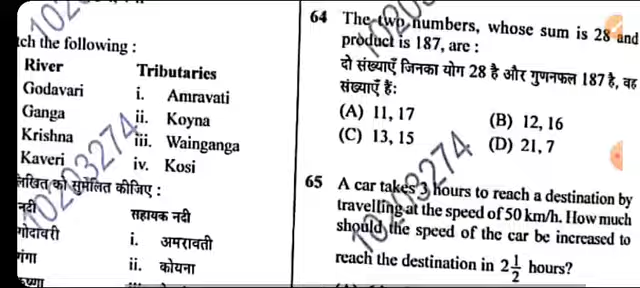 tch the following :
River Tributaries
Godavari i. Amravati
Ganga ii. Koyna
Krishna iii. Wainganga
Kaveri iv. Kosi
लिखित को सुमेलित कीजिए :
नदी सहायक नदी
गोदावरी i. अमरावती
गंगा ii. कोयना
64 The two numbers, whose sum is 28 and
product is 187, are :
दो संख्याएँ जिनका योग 28 है और गुणनफल 187 है, वह
संख्याएँ हैं:
(A) 11, 17 (B) 12, 16
(C) 13, 15 (D) 21, 7
65 A car takes 3 hours to reach a destination by
travelling at the speed of 50 km/h. How much
should the speed of the car be increased to
reach the destination in 2 1/2 hours?
10203274
10203274